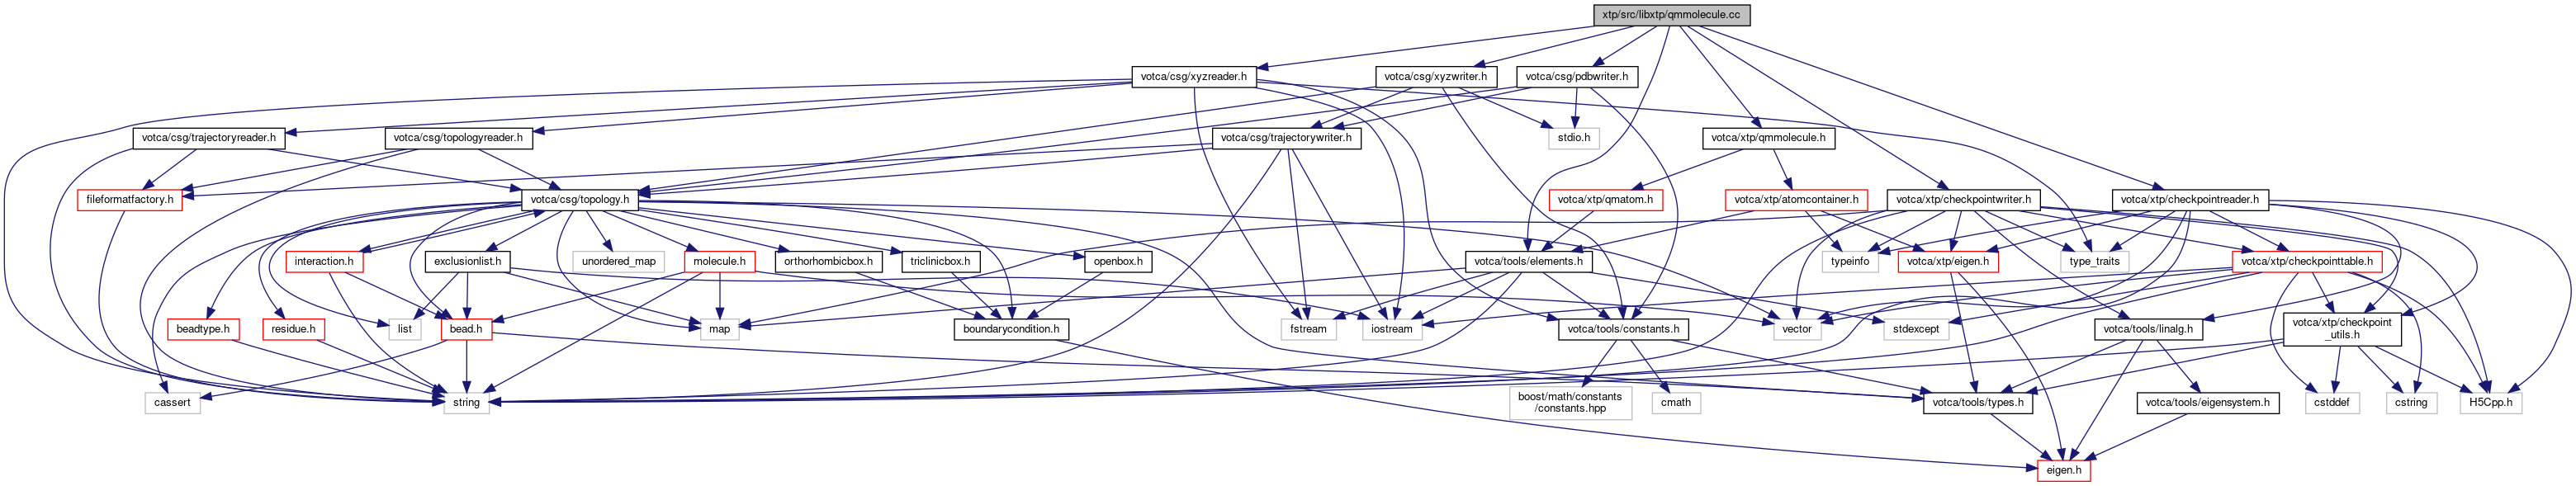 xtp/src/libxtp/qmmolecule.cc
votca/csg/xyzreader.h
votca/csg/xyzwriter.h
votca/csg/pdbwriter.h
votca/csg/trajectoryreader.h
votca/csg/topologyreader.h
votca/csg/trajectorywriter.h
stdio.h
votca/xtp/qmmolecule.h
fileformatfactory.h
votca/csg/topology.h
votca/xtp/qmatom.h
votca/xtp/atomcontainer.h
votca/xtp/checkpointwriter.h
votca/xtp/checkpointreader.h
interaction.h
exclusionlist.h
unordered_map
molecule.h
orthorhombicbox.h
triclinicbox.h
openbox.h
votca/tools/elements.h
typeinfo
votca/xtp/eigen.h
type_traits
votca/xtp/checkpointtable.h
beadtype.h
residue.h
list
bead.h
map
boundarycondition.h
fstream
iostream
votca/tools/constants.h
vector
stdexcept
votca/tools/linalg.h
votca/xtp/checkpoint
_utils.h
cassert
string
boost/math/constants
/constants.hpp
cmath
votca/tools/types.h
votca/tools/eigensystem.h
cstddef
cstring
H5Cpp.h
eigen.h